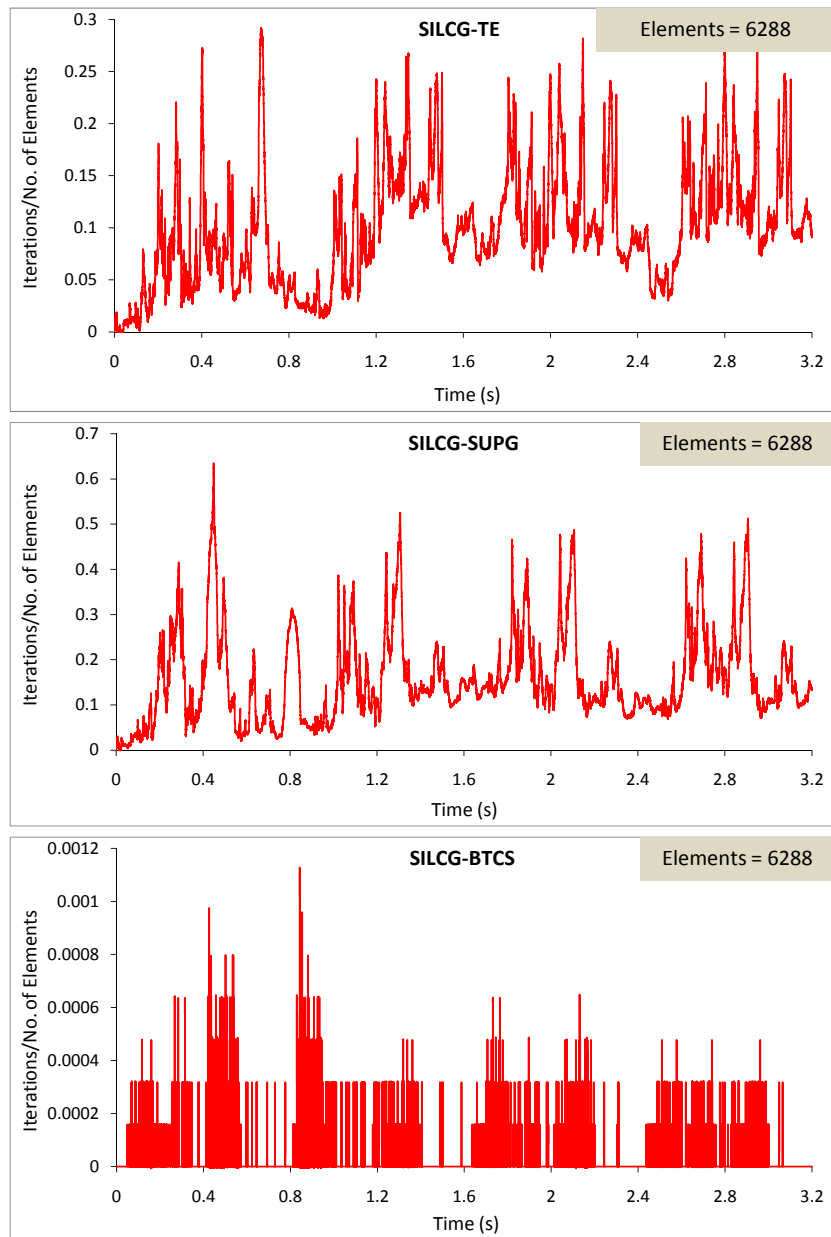 SILCG-TE
Elements = 6288
Iterations/No. of Elements
0.3
0.25
0.2
0.15
0.1
0.05
0
0 0.4 0.8 1.2 1.6 2 2.4 2.8 3.2
Time (s)
SILCG-SUPG
Elements = 6288
Iterations/No. of Elements
0.7
0.6
0.5
0.4
0.3
0.2
0.1
0
0 0.4 0.8 1.2 1.6 2 2.4 2.8 3.2
Time (s)
SILCG-BTCS
Elements = 6288
Iterations/No. of Elements
0.0012
0.001
0.0008
0.0006
0.0004
0.0002
0
0 0.4 0.8 1.2 1.6 2 2.4 2.8 3.2
Time (s)